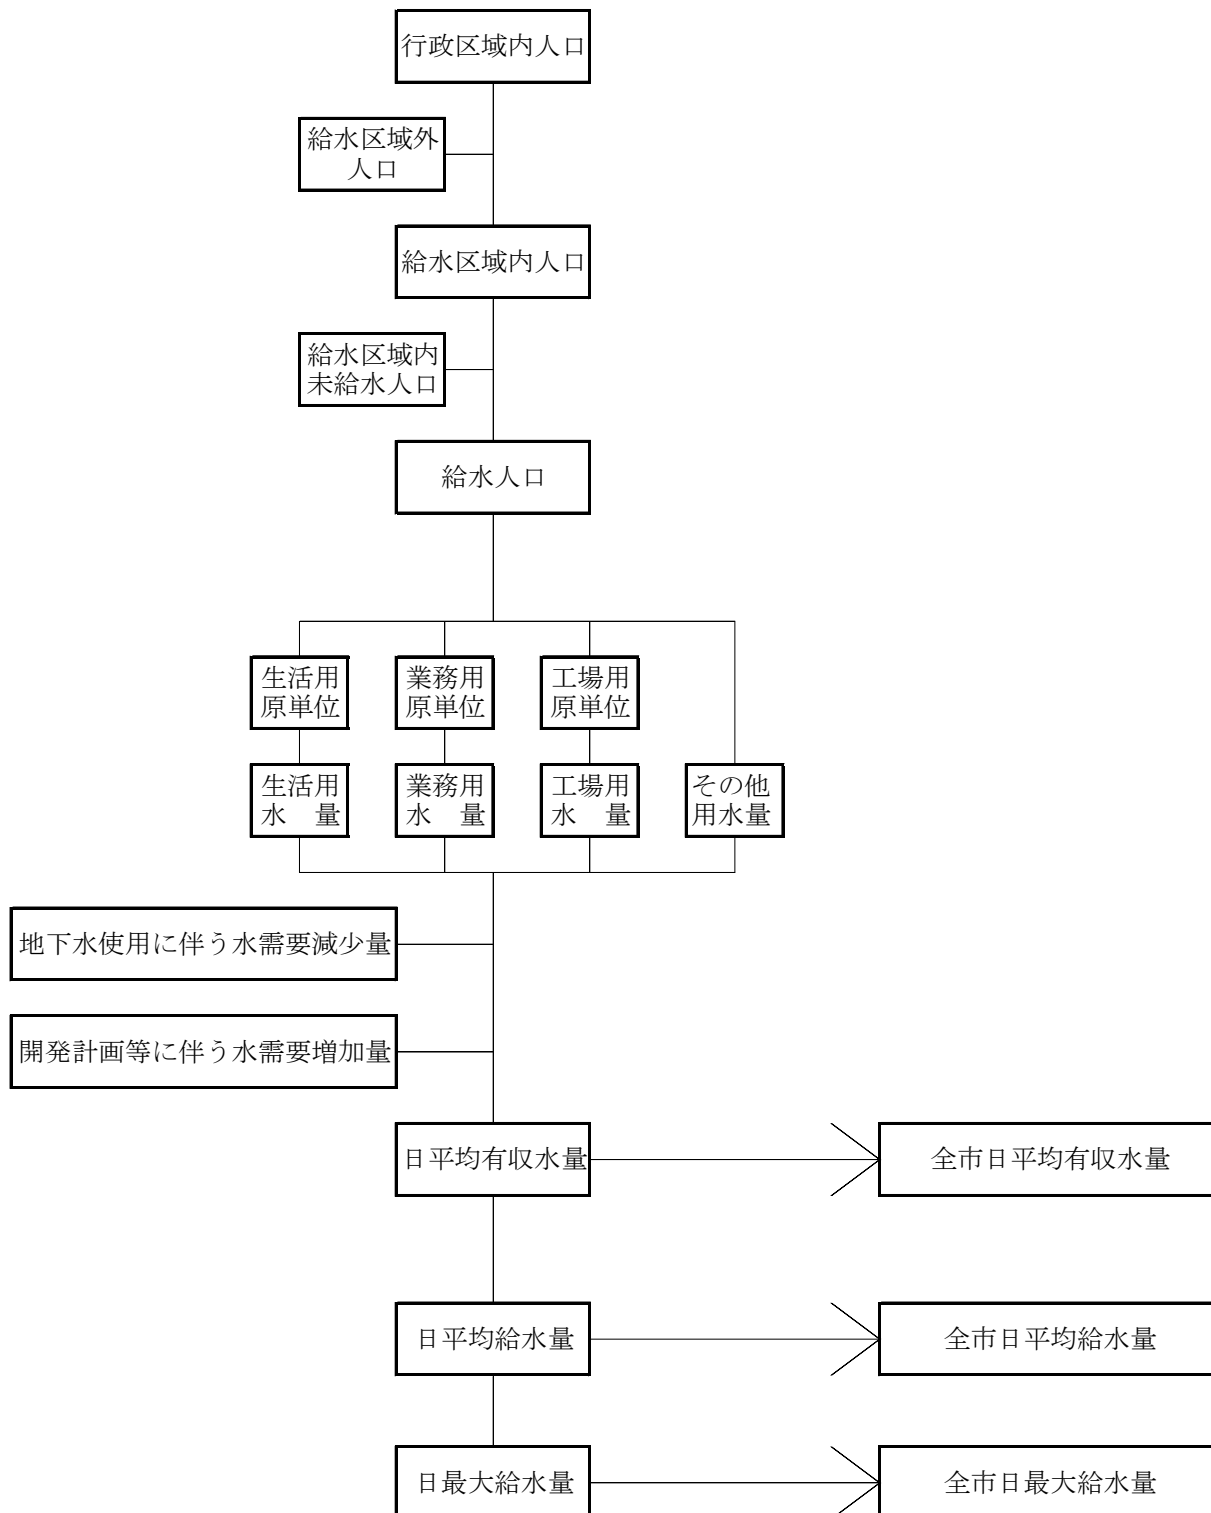 行政区域内人口
給水区域外
人口
給水区域内人口
給水区域内
未給水人口
給水人口
生活用
原単位
業務用
原単位
工場用
原単位
生活用
水　量
業務用
水　量
工場用
水　量
その他
用水量
地下水使用に伴う水需要減少量
開発計画等に伴う水需要増加量
日平均有収水量
全市日平均有収水量
日平均給水量
全市日平均給水量
日最大給水量
全市日最大給水量